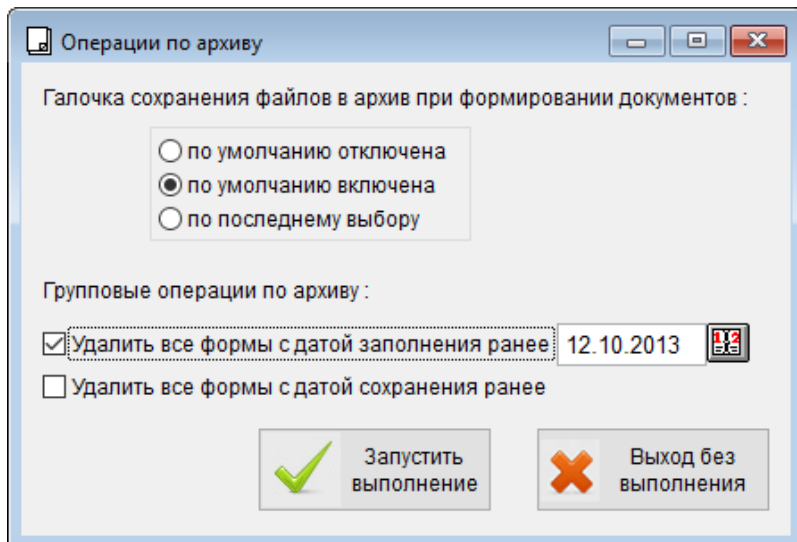 Операции по архиву
Галочка сохранения файлов в архив при формировании документов :
по умолчанию отключена
по умолчанию включена
по последнему выбору
Групповые операции по архиву :
Удалить все формы с датой заполнения ранее 12.10.2013
Удалить все формы с датой сохранения ранее
Запустить
выполнение
Выход без
выполнения